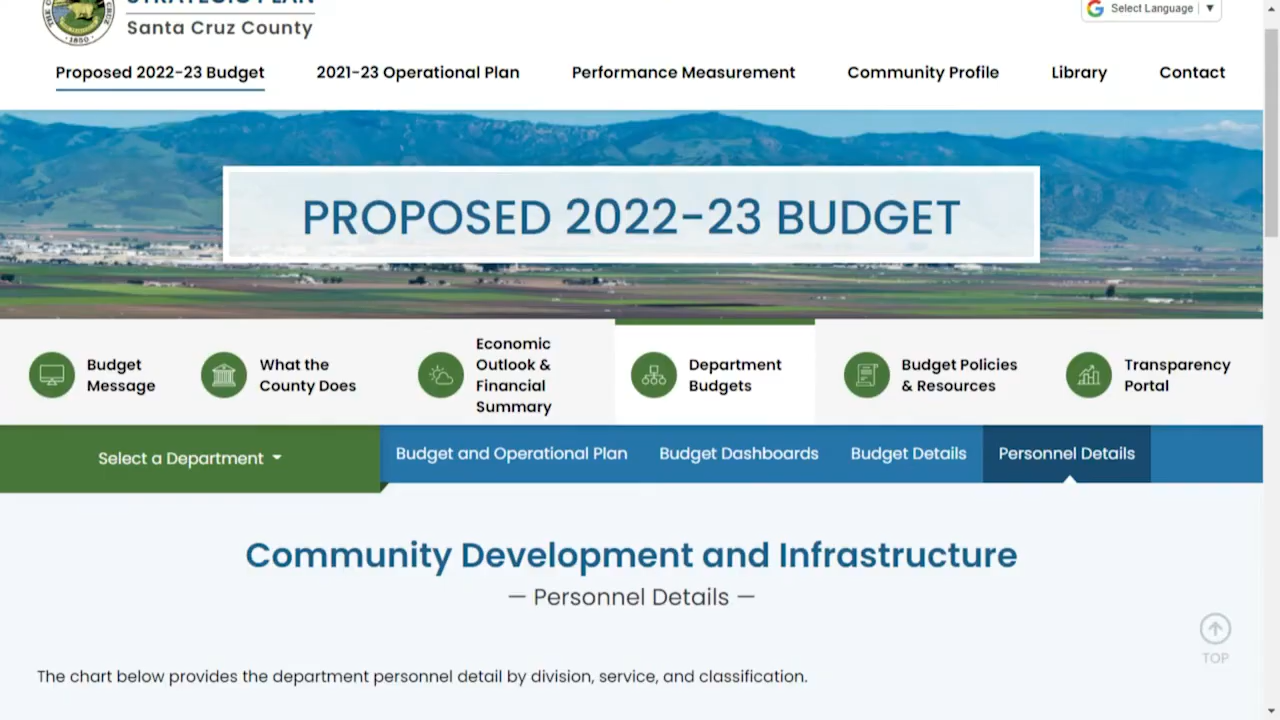 STRATEGIC PLAN
Santa Cruz County
1850
Select Language ▼
Proposed 2022-23 Budget
2021-23 Operational Plan
Performance Measurement
Community Profile
Library
Contact
PROPOSED 2022-23 BUDGET
Budget
Message
What the
County Does
Economic
Outlook &
Financial
Summary
Department
Budgets
Budget Policies
& Resources
Transparency
Portal
Select a Department
Budget and Operational Plan
Budget Dashboards
Budget Details
Personnel Details
Community Development and Infrastructure
— Personnel Details —
TOP
The chart below provides the department personnel detail by division, service, and classification.